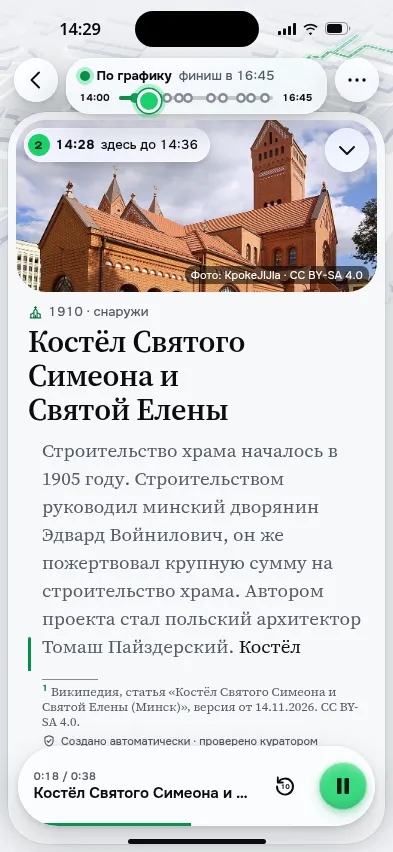 14:29
По графику финиш в 16:45
14:00 16:45
2 14:28 здесь до 14:36
Фото: KpokeJIJla · CC BY-SA 4.0
1910 · снаружи
Костёл Святого
Симеона и
Святой Елены
Строительство храма началось в
1905 году. Строительством
руководил минский дворянин
Эдвард Войнилович, он же
пожертвовал крупную сумму на
строительство храма. Автором
проекта стал польский архитектор
Томаш Пайздерский. Костёл
1 Википедия, статья «Костёл Святого Симеона и
Святой Елены (Минск)», версия от 14.11.2026. CC BY-
SA 4.0.
Создано автоматически · проверено куратором
0:18 / 0:38
10
Костёл Святого Симеона и ...